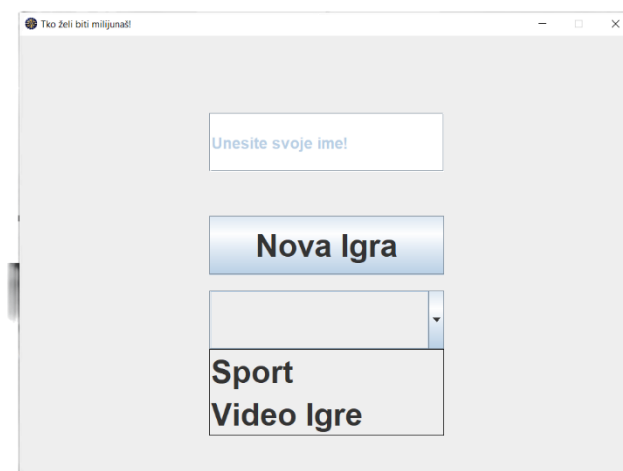 Tko želi biti milijunaš!
Unesite svoje ime!
Nova Igra
Sport
Video Igre